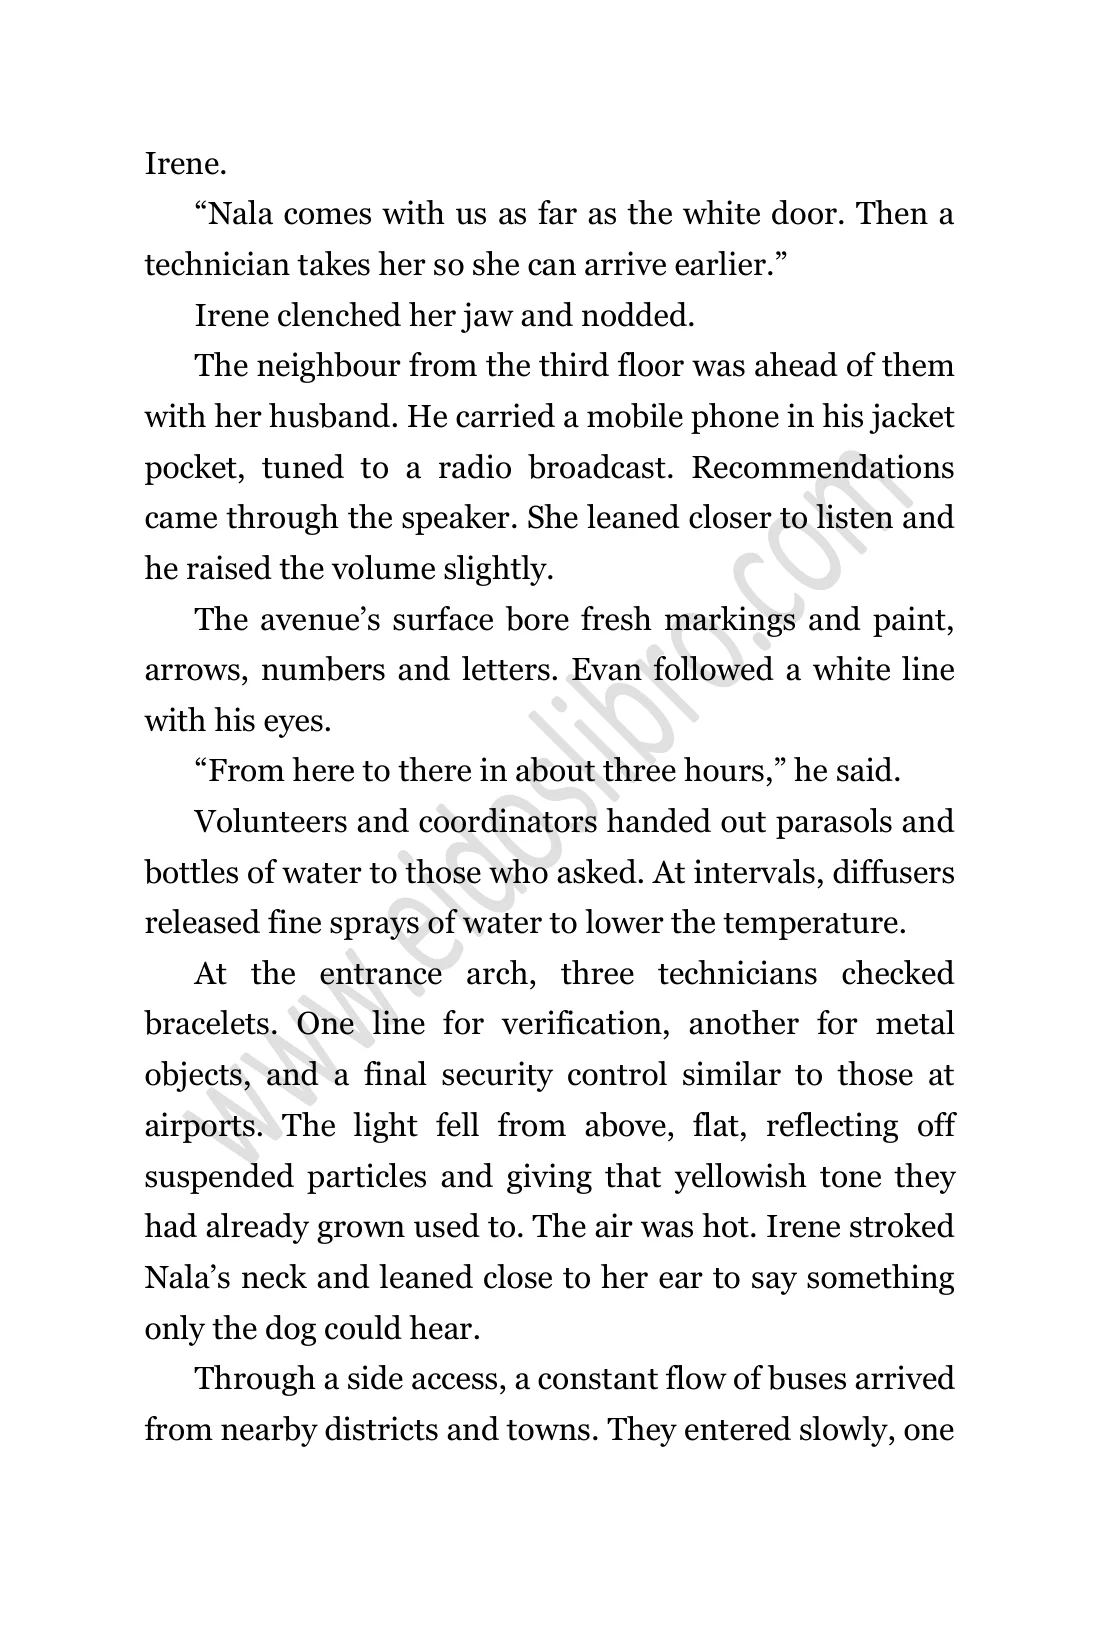 Irene.
“Nala comes with us as far as the white door. Then a
technician takes her so she can arrive earlier.”
Irene clenched her jaw and nodded.
The neighbour from the third floor was ahead of them
with her husband. He carried a mobile phone in his jacket
pocket, tuned to a radio broadcast. Recommendations
came through the speaker. She leaned closer to listen and
he raised the volume slightly.
The avenue’s surface bore fresh markings and paint,
arrows, numbers and letters. Evan followed a white line
with his eyes.
“From here to there in about three hours,” he said.
Volunteers and coordinators handed out parasols and
bottles of water to those who asked. At intervals, diffusers
released fine sprays of water to lower the temperature.
At the entrance arch, three technicians checked
bracelets. One line for verification, another for metal
objects, and a final security control similar to those at
airports. The light fell from above, flat, reflecting off
suspended particles and giving that yellowish tone they
had already grown used to. The air was hot. Irene stroked
Nala’s neck and leaned close to her ear to say something
only the dog could hear.
Through a side access, a constant flow of buses arrived
from nearby districts and towns. They entered slowly, one
www.eldoslibro.com